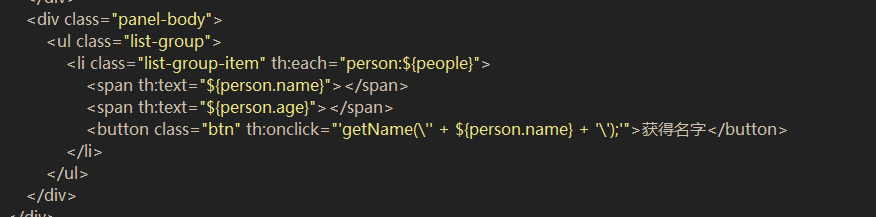 </div>
<div class="panel-body">
<ul class="list-group">
<li class="list-group-item" th:each="person:${people}">
<span th:text="${person.name}"></span>
<span th:text="${person.age}"></span>
<button class="btn" th:onclick="'getName(\'' + ${person.name} + '\');'">获得名字</button>
</li>
</ul>
</div>
</div>